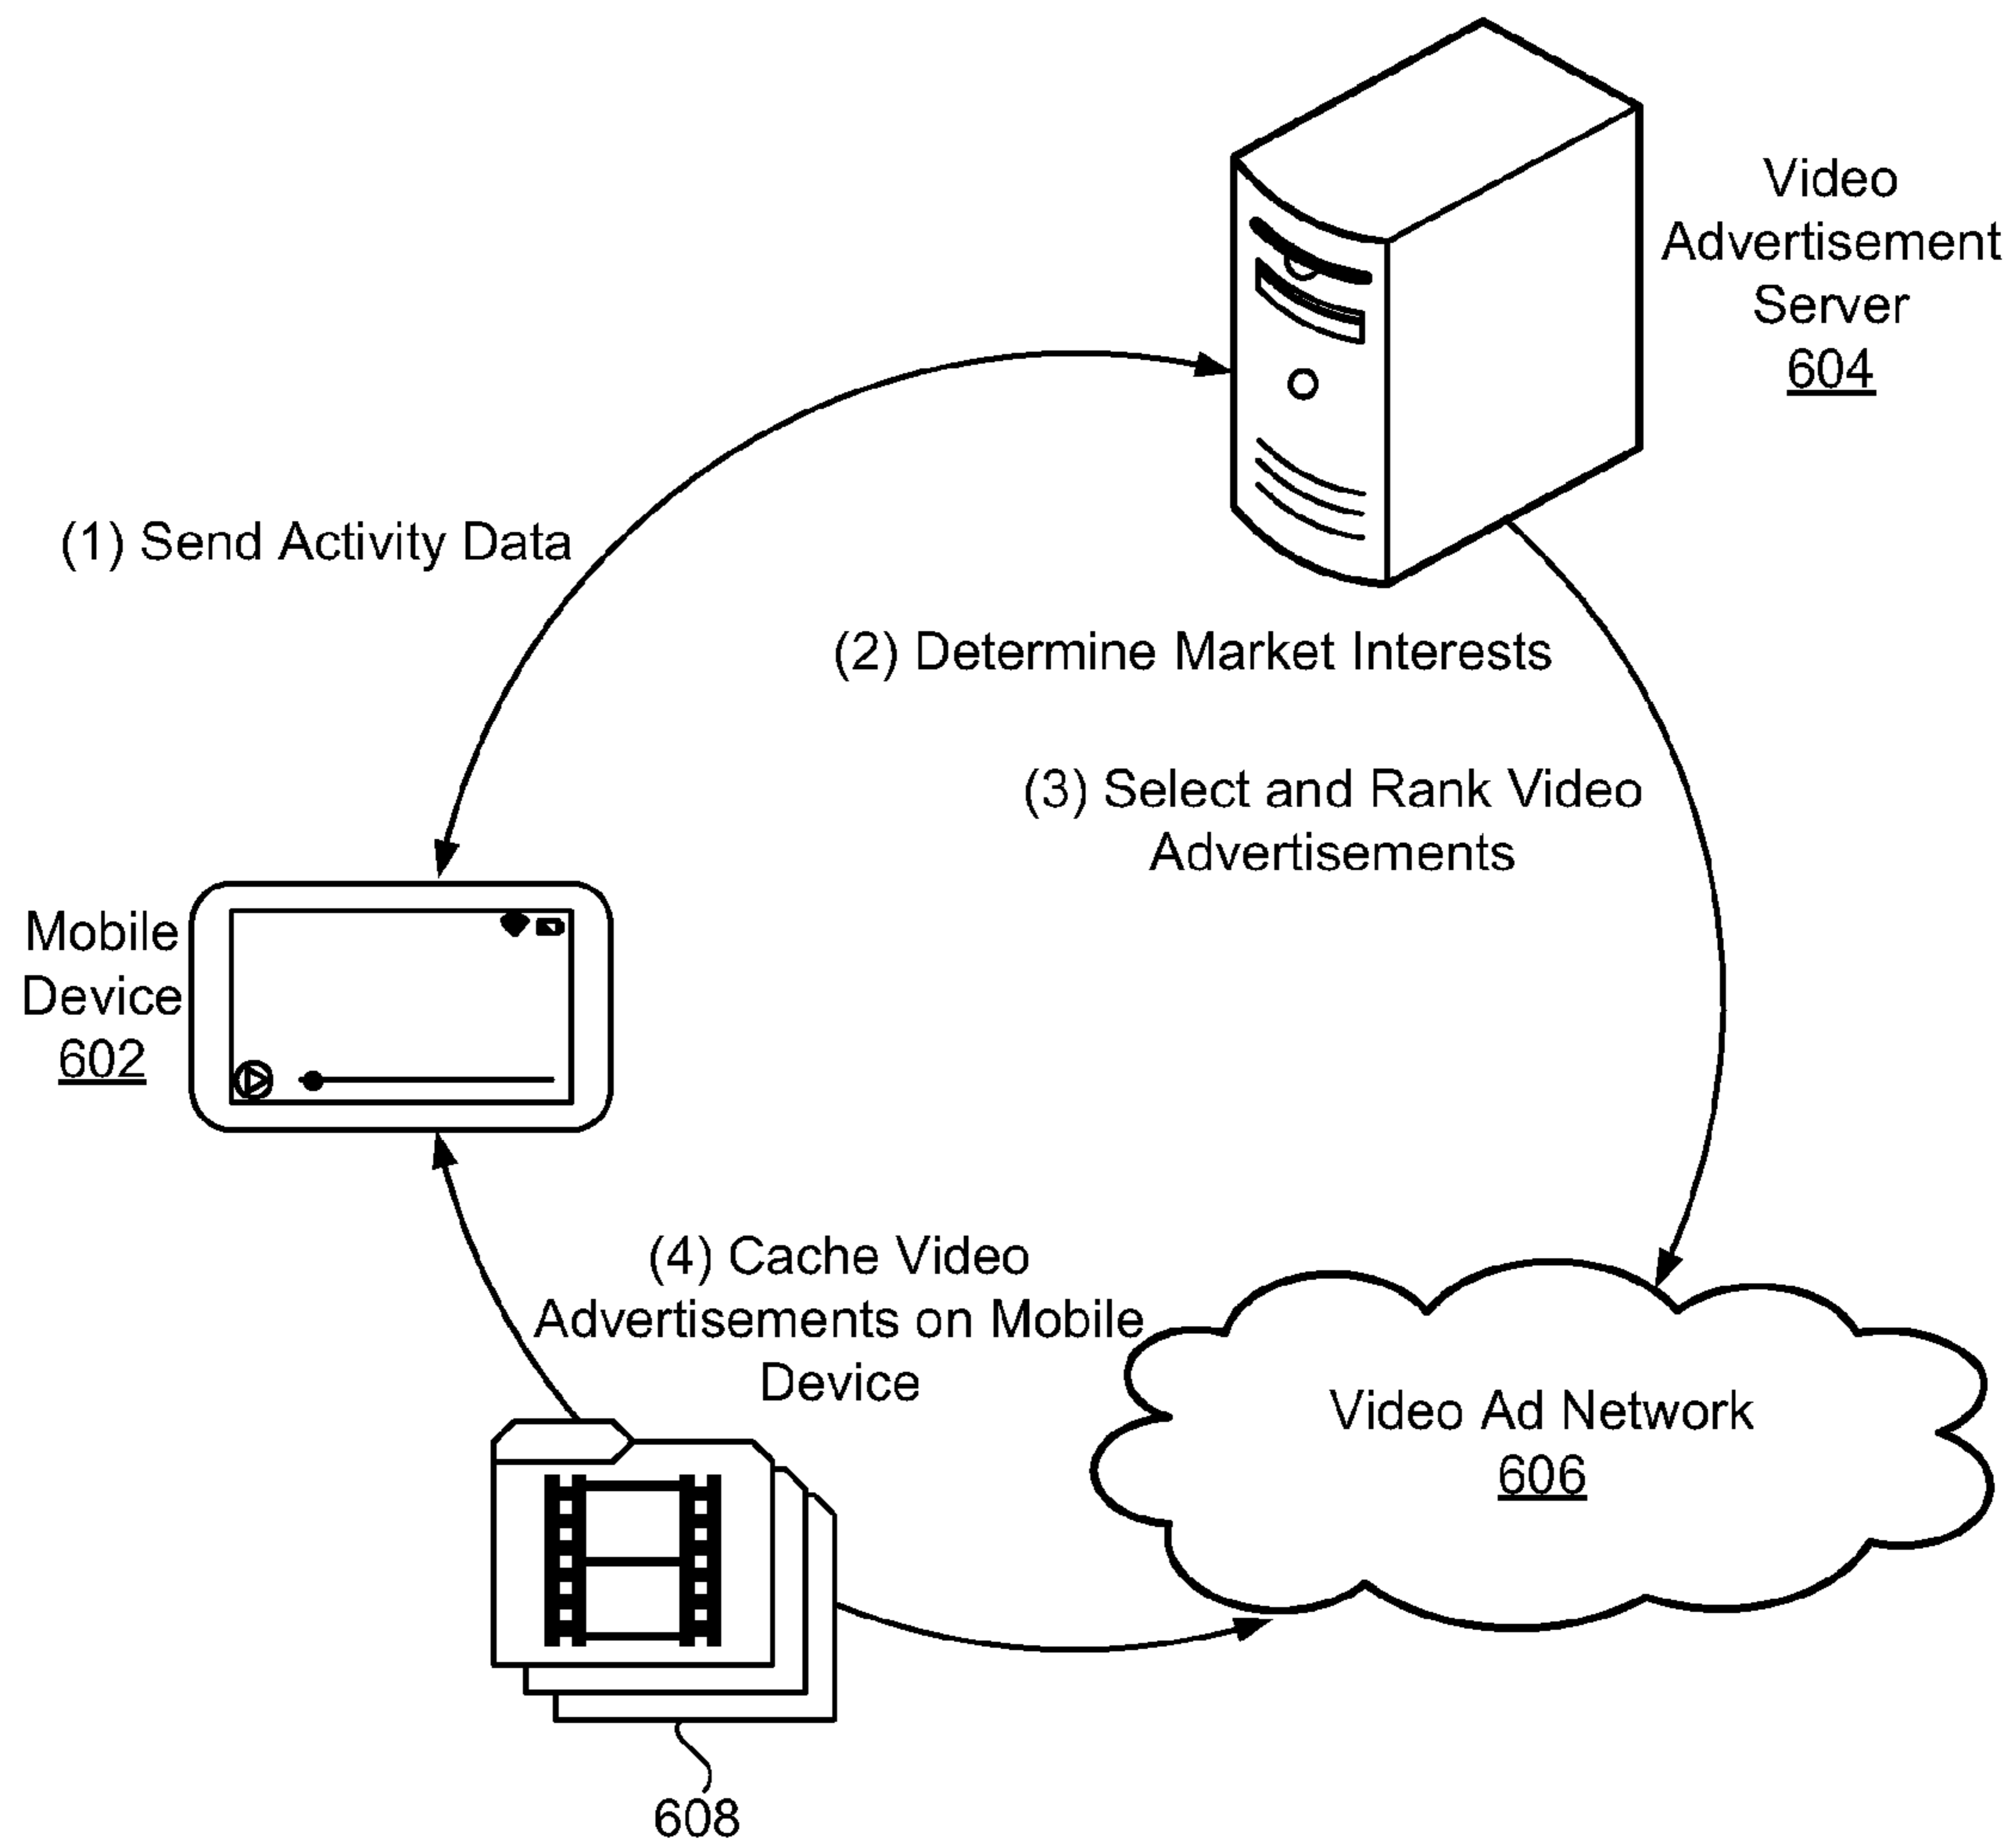 Video
Advertisement
Server
604
(1) Send Activity Data
(2) Determine Market Interests
(3) Select and Rank Video
Advertisements
Mobile
Device
602
(4) Cache Video
Advertisements on Mobile
Device
Video Ad Network
606
608